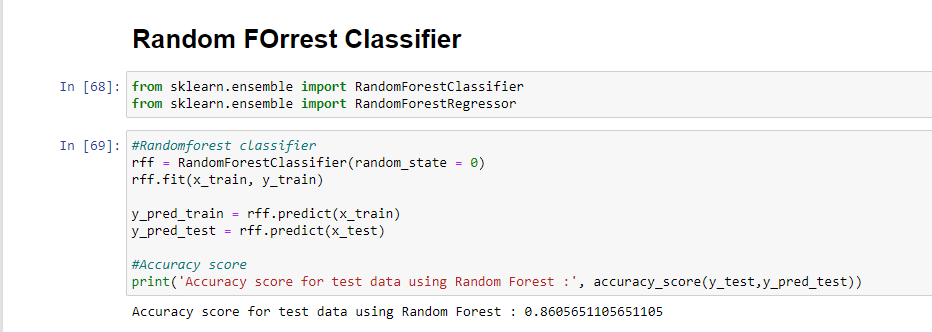 Random FOrrest Classifier
In [68]: from sklearn.ensemble import RandomForestClassifier
from sklearn.ensemble import RandomForestRegressor
In [69]: #Randomforest classifier
rff = RandomForestClassifier(random_state = 0)
rff.fit(x_train, y_train)
y_pred_train = rff.predict(x_train)
y_pred_test = rff.predict(x_test)
#Accuracy score
print('Accuracy score for test data using Random Forest :', accuracy_score(y_test,y_pred_test))
Accuracy score for test data using Random Forest : 0.8605651105651105